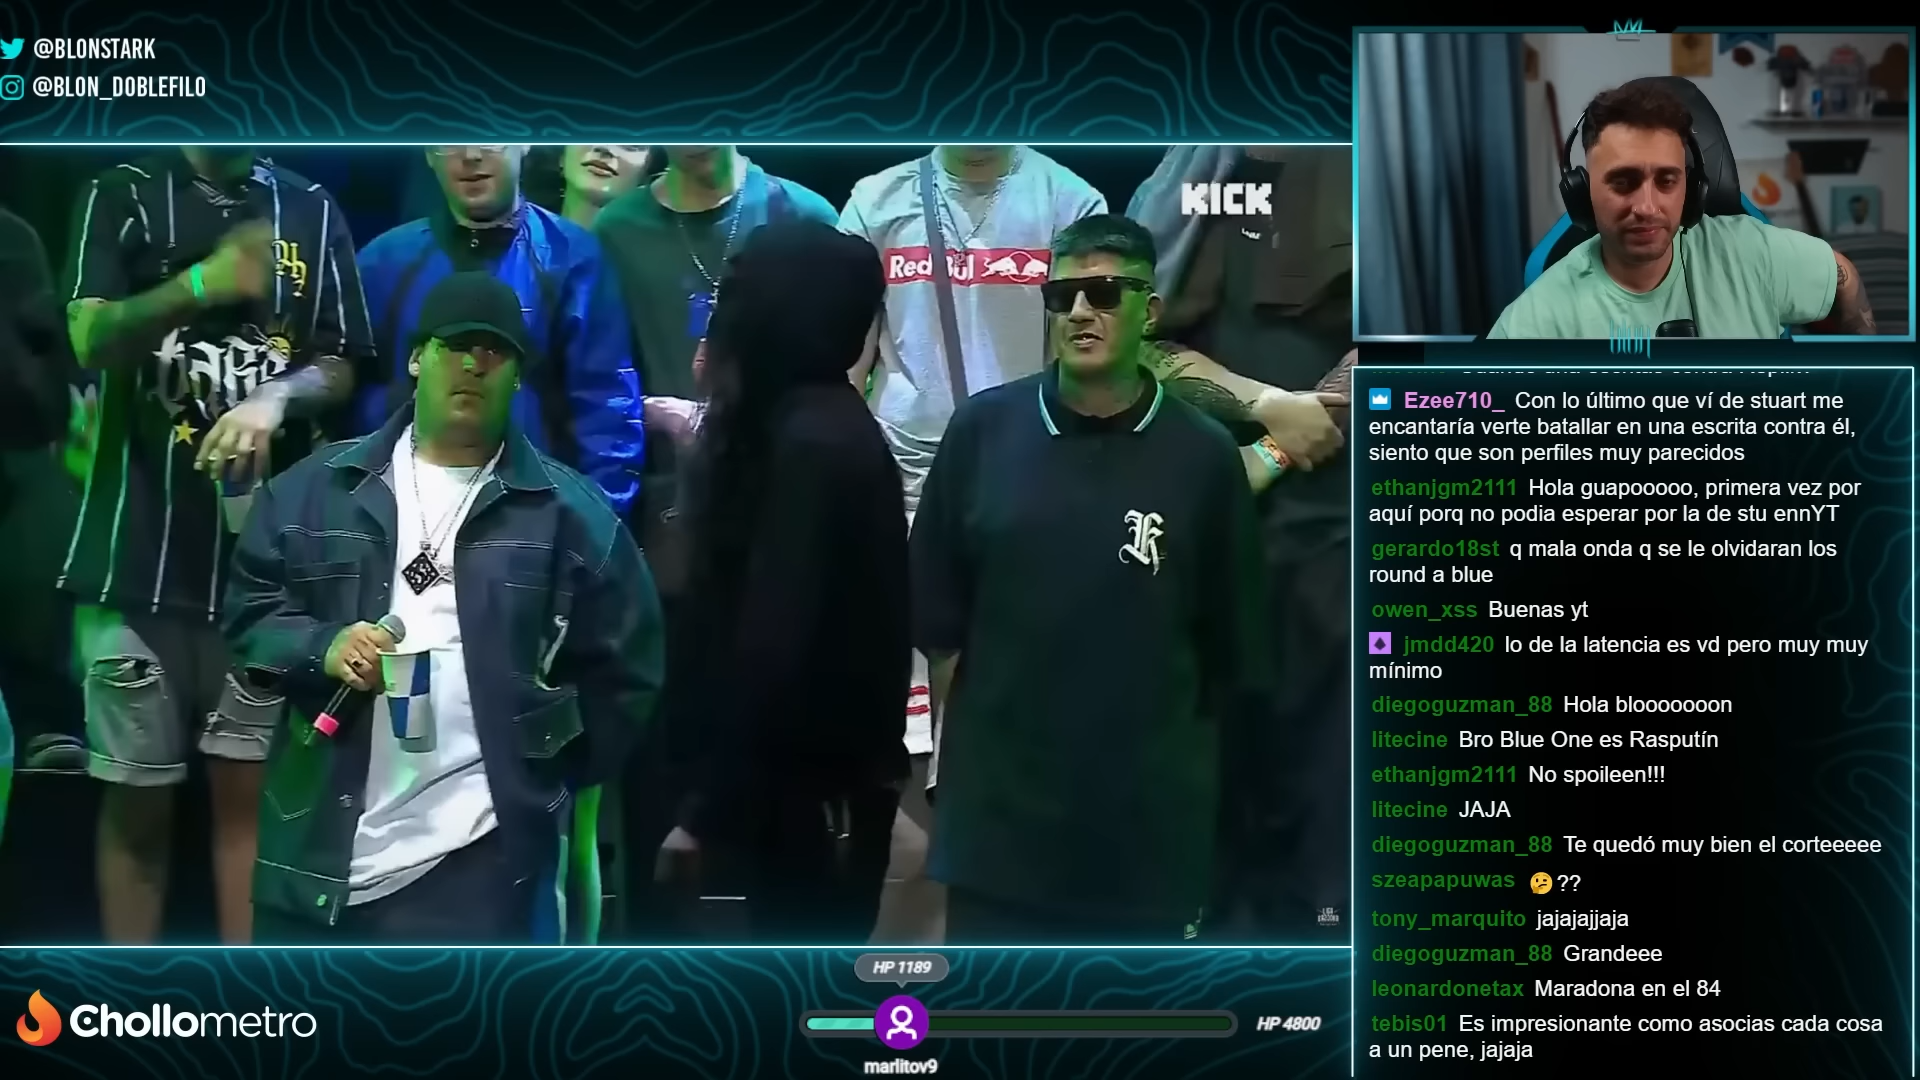 @BLONSTARK
@BLON_DOBLEFILO
KICK
Red Bull
Ezee710_ Con lo último que ví de stuart me
encantaría verte batallar en una escrita contra él,
siento que son perfiles muy parecidos
ethanjgm2111 Hola guapooooo, primera vez por
aquí porq no podia esperar por la de stu ennYT
gerardo18st q mala onda q se le olvidaran los
round a blue
owen_xss Buenas yt
jmdd420 lo de la latencia es vd pero muy muy
mínimo
diegoguzman_88 Hola blooooooon
litecine Bro Blue One es Rasputín
ethanjgm2111 No spoileen!!!
litecine JAJA
diegoguzman_88 Te quedó muy bien el corteeeee
szeapapuwas 🤔??
tony_marquito jajajajjaja
diegoguzman_88 Grandeee
leonardonetax Maradona en el 84
tebis01 Es impresionante como asocias cada cosa
a un pene, jajaja
HP 1189
Chollometro
HP 4800
marlitov9